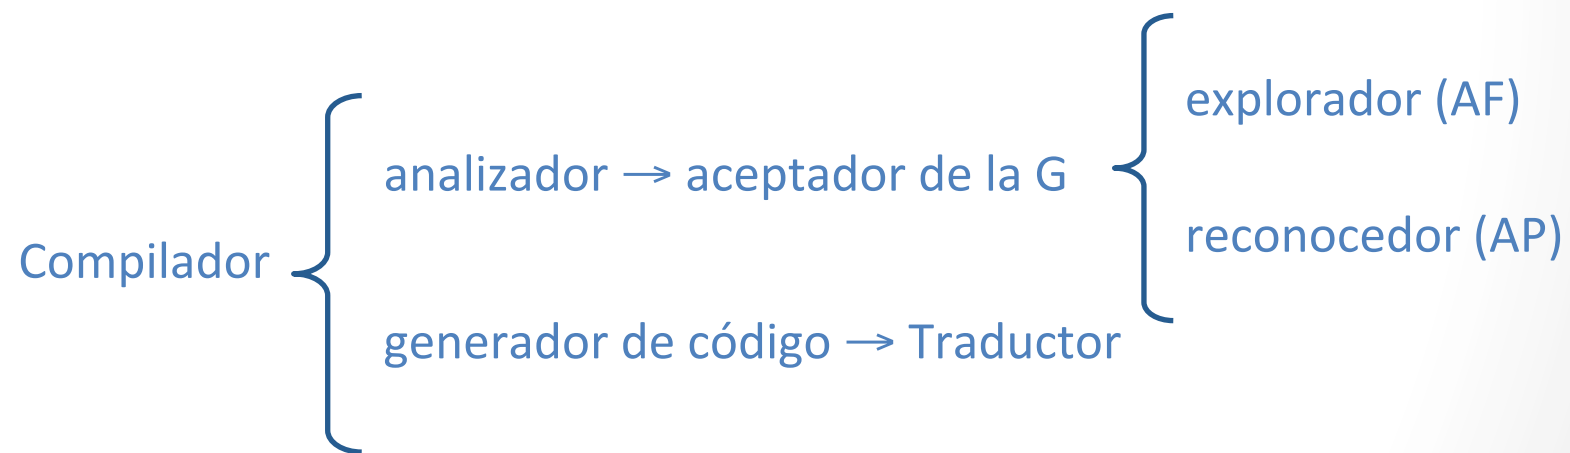 Compilador
analizador → aceptador de la G
explorador (AF)
reconocedor (AP)
generador de código → Traductor